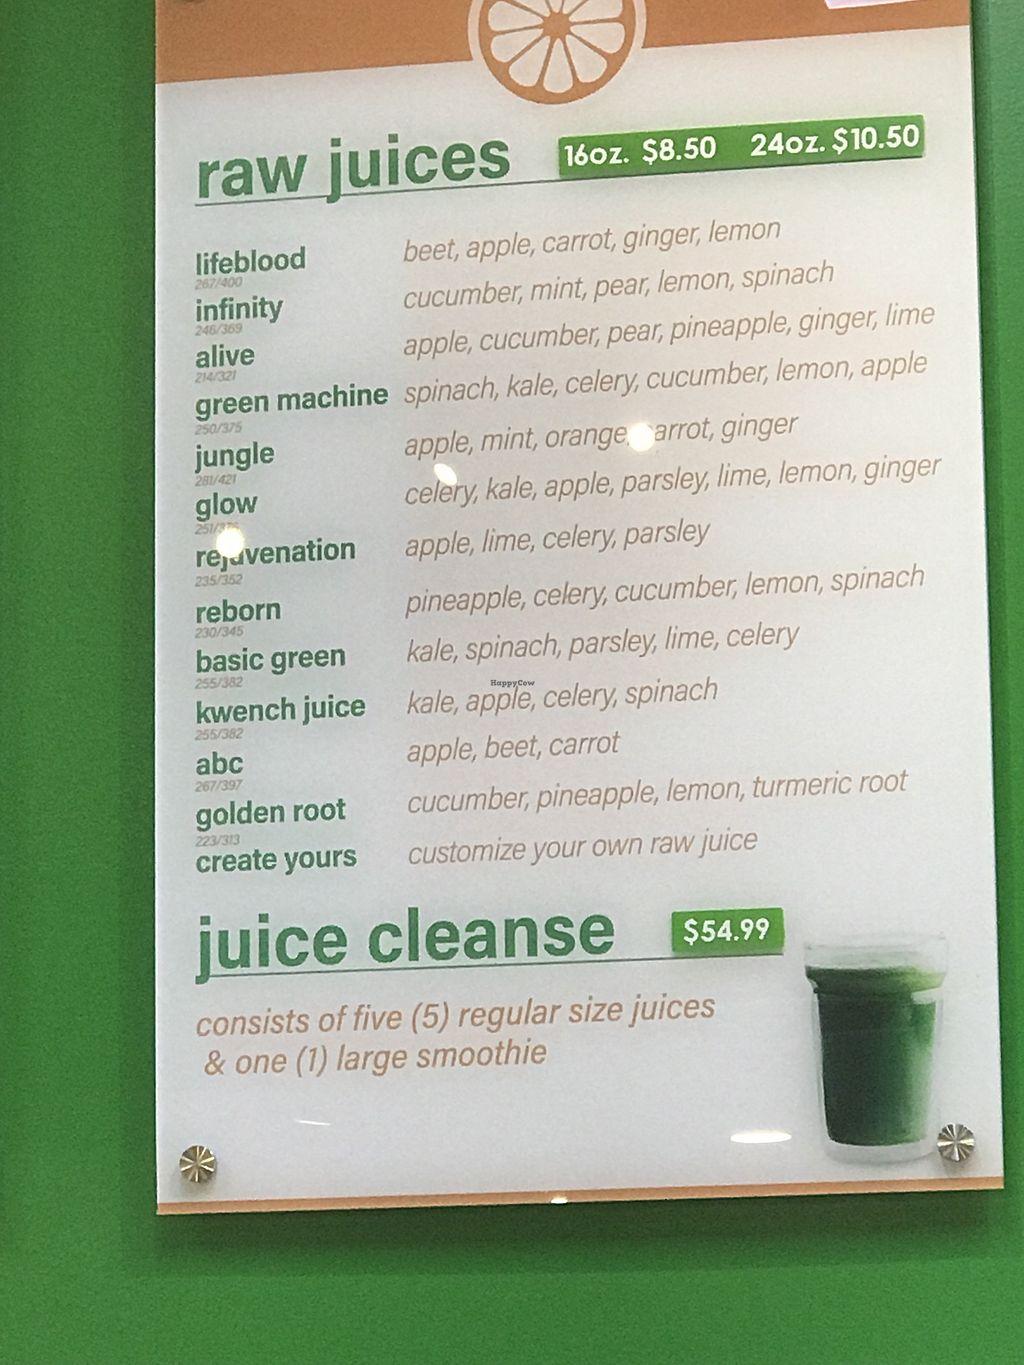 raw juices 16oz. $8.50 24oz. $10.50
lifeblood beet, apple, carrot, ginger, lemon
267/400
infinity cucumber, mint, pear, lemon, spinach
246/369
alive apple, cucumber, pear, pineapple, ginger, lime
214/321
green machine spinach, kale, celery, cucumber, lemon, apple
250/375
jungle apple, mint, orange, carrot, ginger
281/421
glow celery, kale, apple, parsley, lime, lemon, ginger
rejuvenation apple, lime, celery, parsley
235/352
reborn pineapple, celery, cucumber, lemon, spinach
230/345
basic green kale, spinach, parsley, lime, celery
255/382
kwench juice kale, apple, celery, spinach
255/382
abc apple, beet, carrot
267/397
golden root cucumber, pineapple, lemon, turmeric root
223/313
create yours customize your own raw juice
juice cleanse $54.99
consists of five (5) regular size juices
& one (1) large smoothie
HappyCow